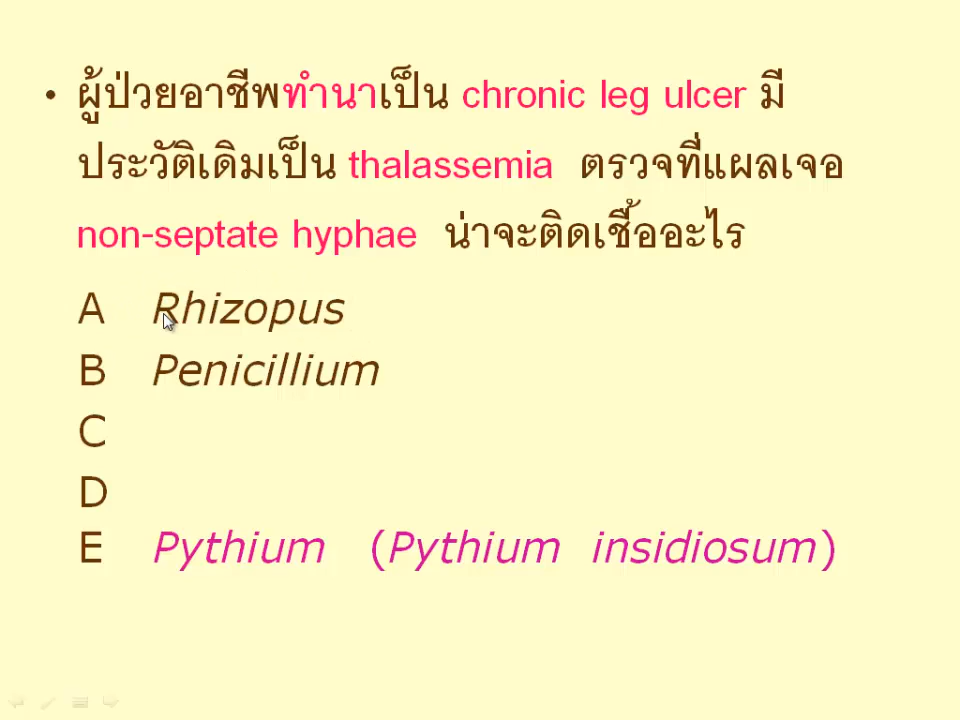 • ผู้ป่วยอาชีพทำนาเป็น chronic leg ulcer มี
ประวัติเดิมเป็น thalassemia ตรวจที่แผลเจอ
non-septate hyphae น่าจะติดเชื้ออะไร
A Rhizopus
B Penicillium
C
D
E Pythium (Pythium insidiosum)